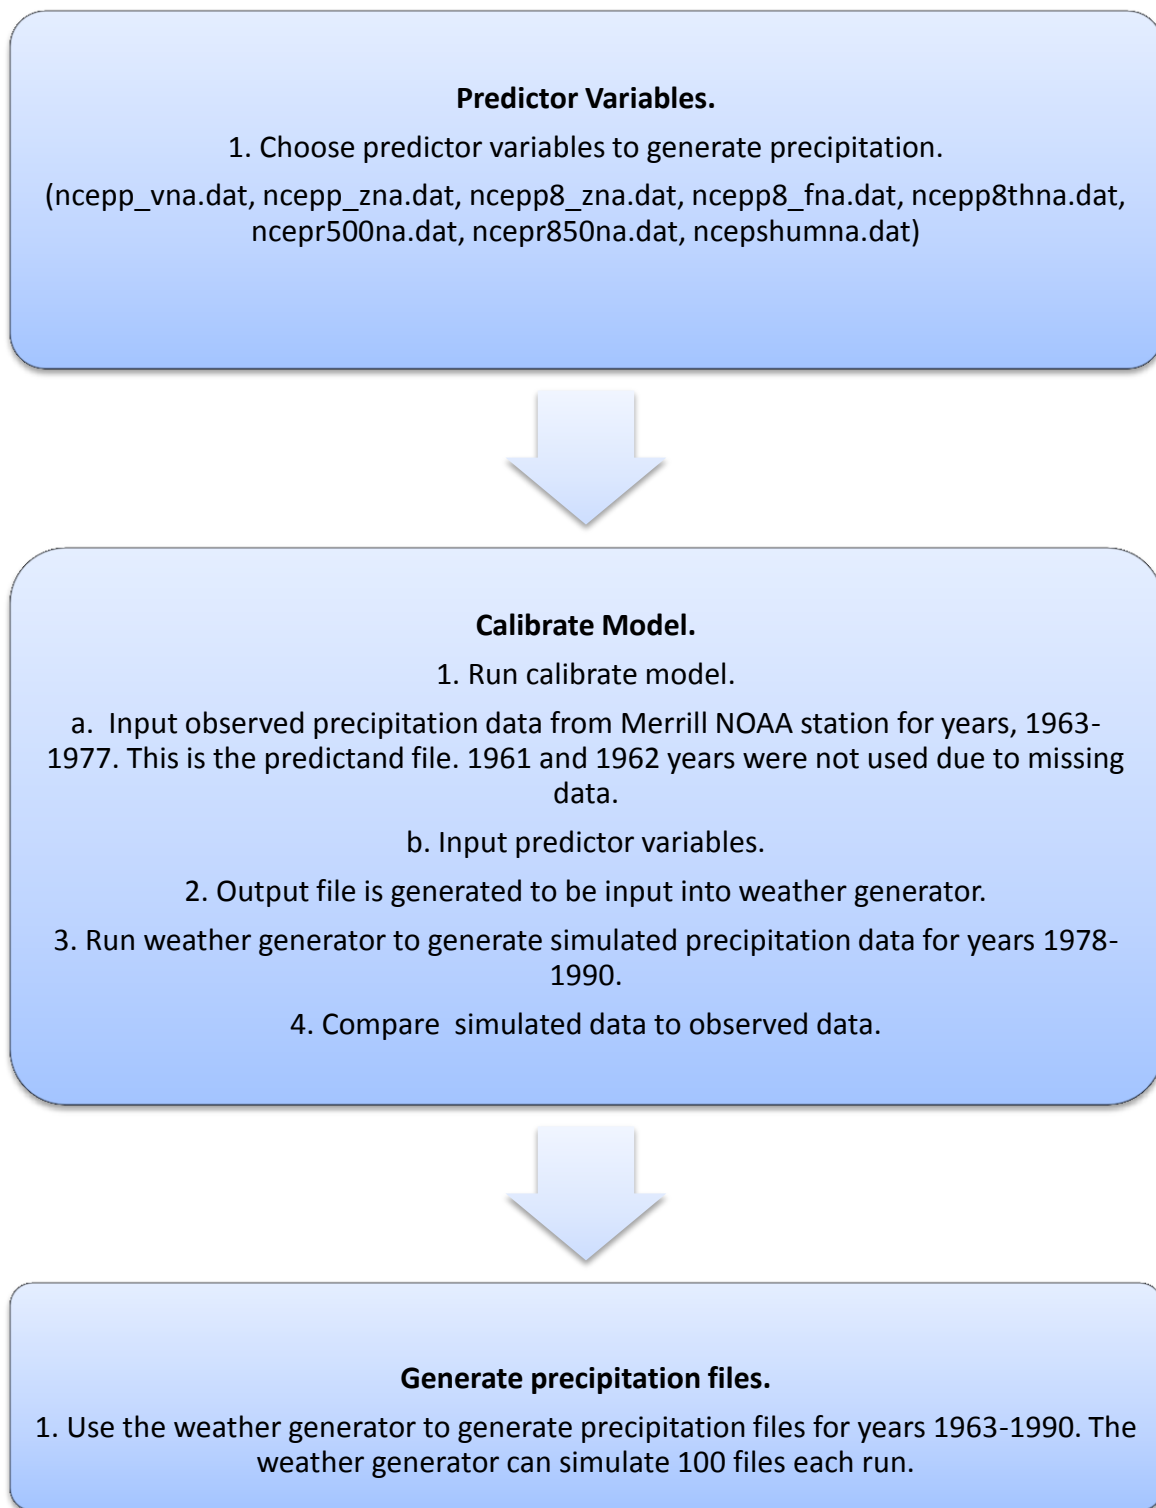 Predictor Variables.
1. Choose predictor variables to generate precipitation.
(ncepp_vna.dat, ncepp_zna.dat, ncepp8_zna.dat, ncepp8_fna.dat, ncepp8thna.dat,
ncepr500na.dat, ncepr850na.dat, ncepshumna.dat)
Calibrate Model.
1. Run calibrate model.
a.  Input observed precipitation data from Merrill NOAA station for years, 1963-
1977. This is the predictand file. 1961 and 1962 years were not used due to missing
data.
b. Input predictor variables.
2. Output file is generated to be input into weather generator.
3. Run weather generator to generate simulated precipitation data for years 1978-
1990.
4. Compare  simulated data to observed data.
Generate precipitation files.
1. Use the weather generator to generate precipitation files for years 1963-1990. The
weather generator can simulate 100 files each run.